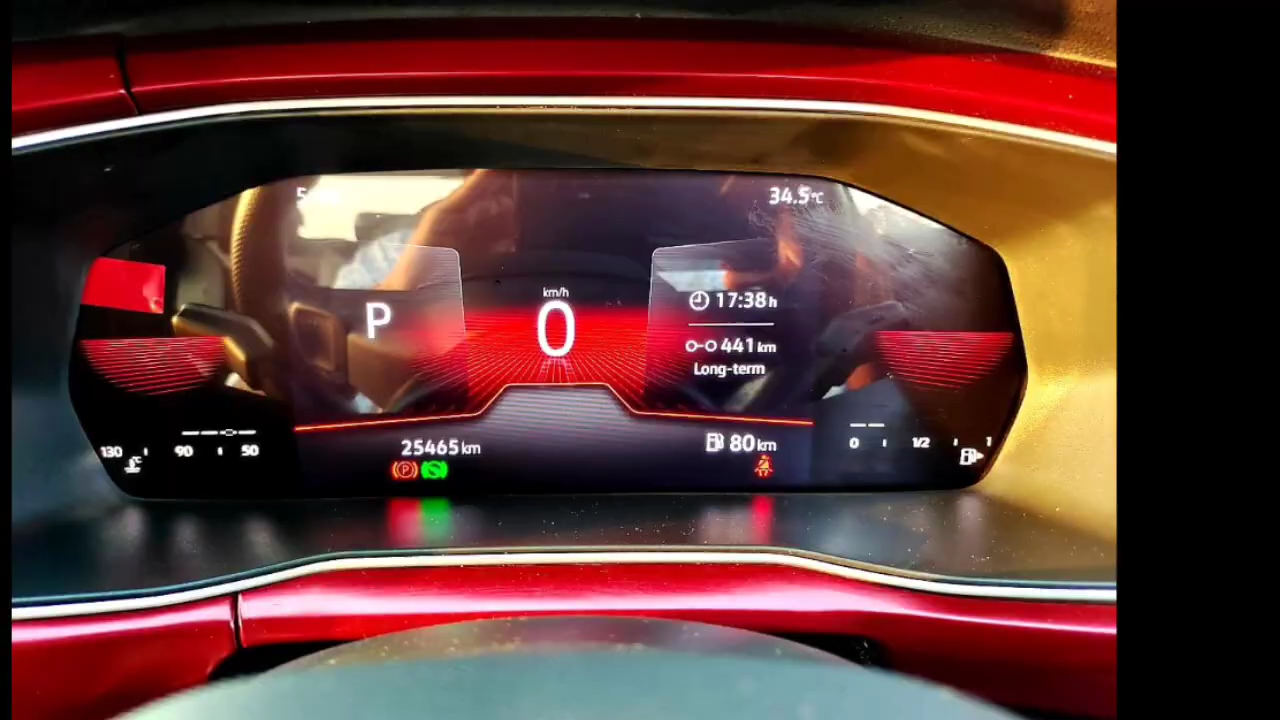 34.5°C
km/h
P
0
17:38 h
441 km
Long-term
25465 km
80 km
130 90 50
°C
0 1/2 1
(P)